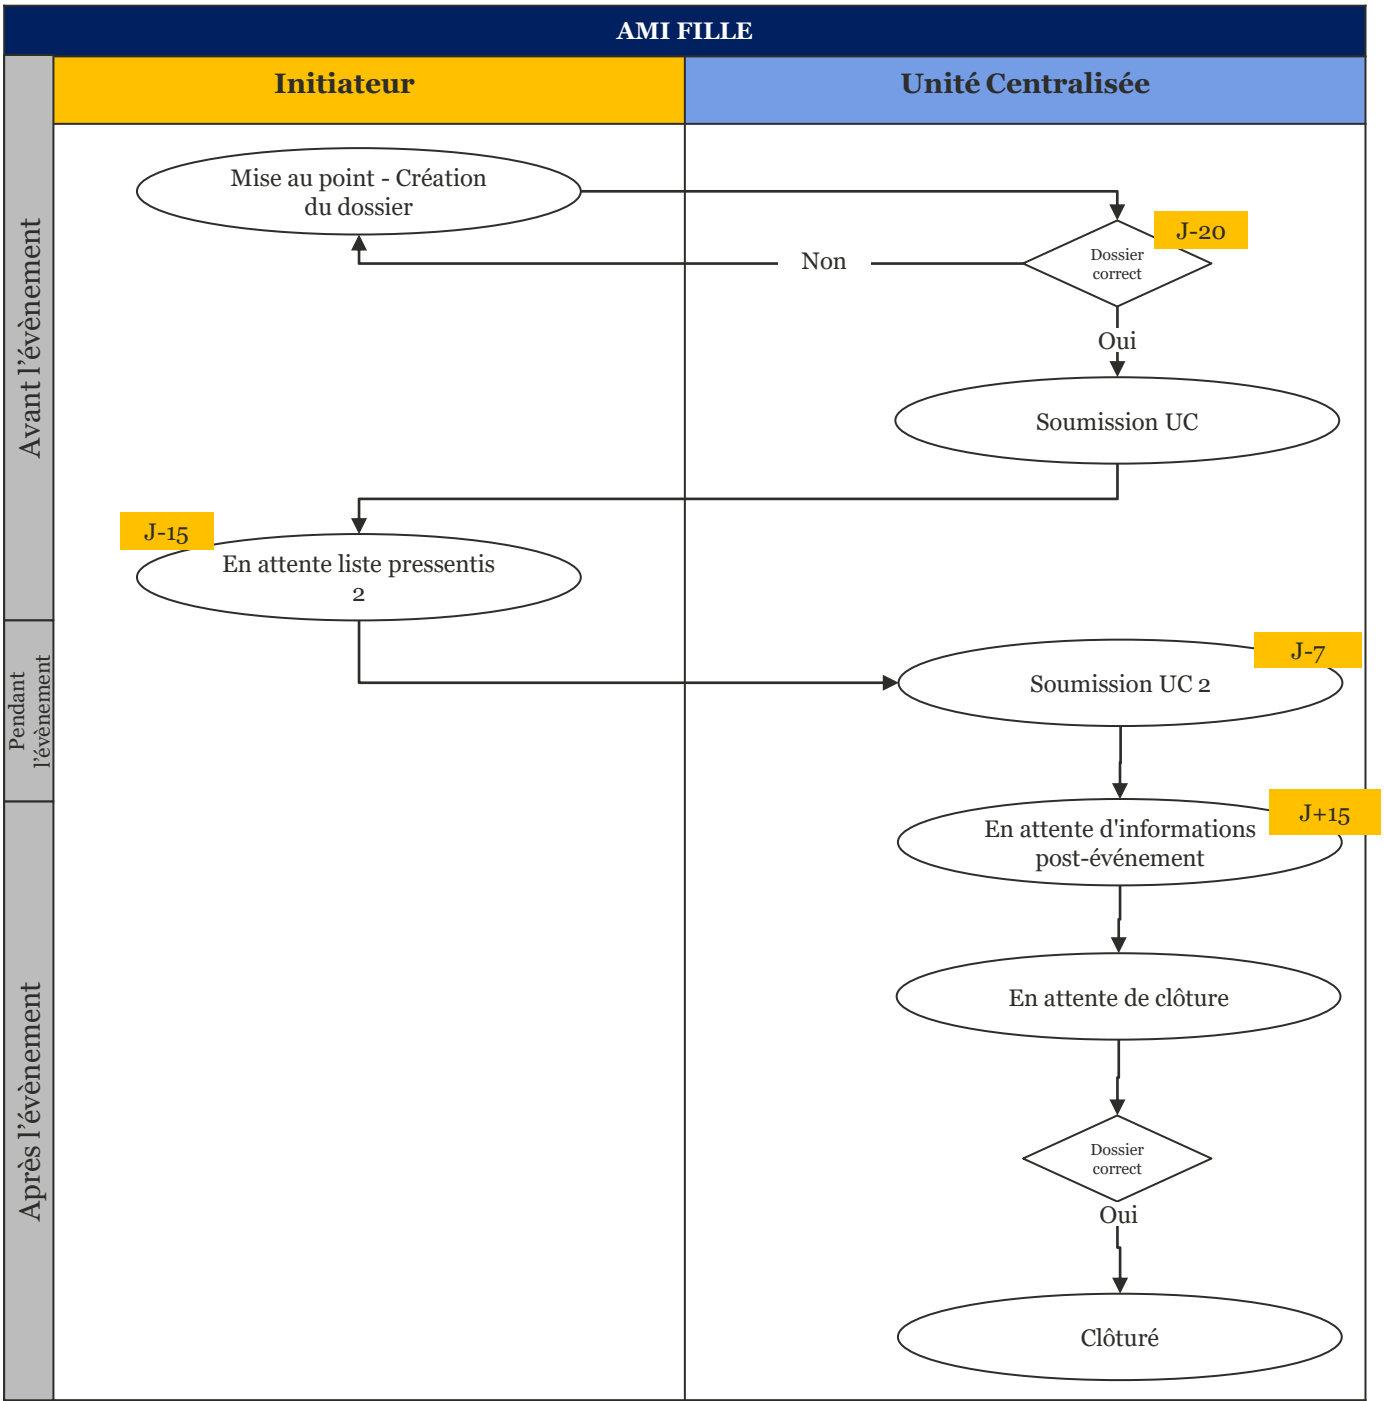 AMI FILLE
Initiateur
Unité Centralisée
Avant l'évènement
Mise au point - Création
du dossier
J-20
Dossier
correct
Non
Oui
Soumission UC
J-15
En attente liste pressentis
2
Pendant
l'évènement
J-7
Soumission UC 2
Après l'évènement
J+15
En attente d'informations
post-événement
En attente de clôture
Dossier
correct
Oui
Clôturé